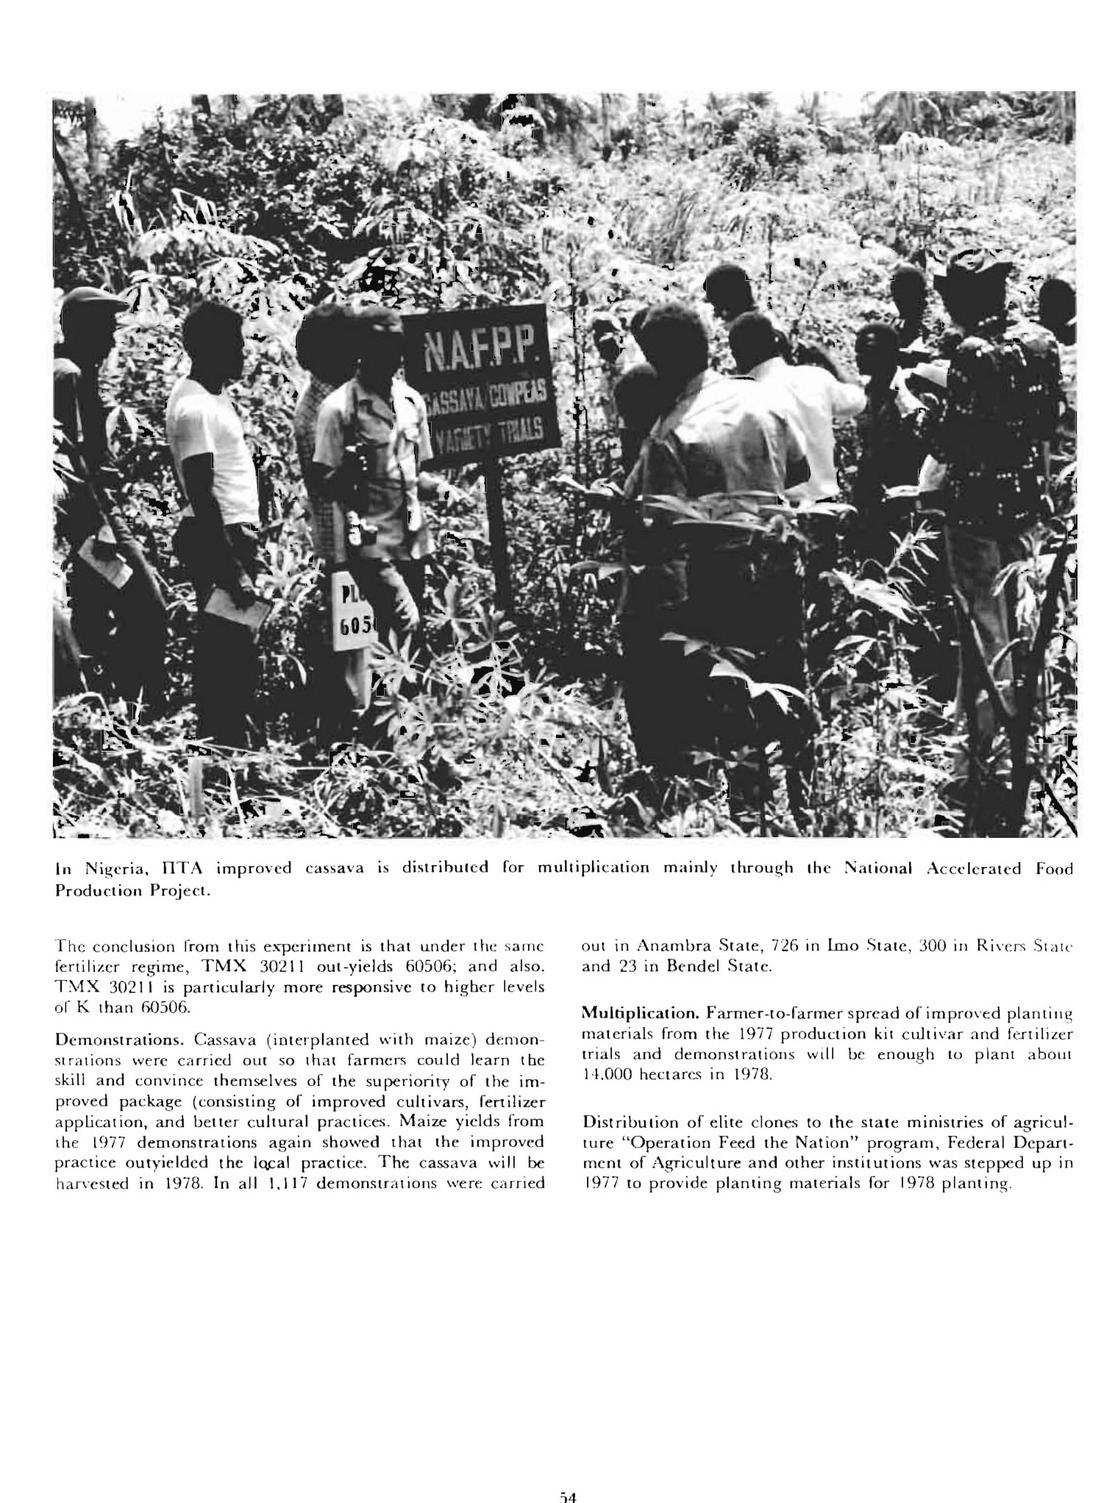 N.A.F.P.P.
CASSAVA/COWPEAS
VARIETY TRIALS
605
In Nigeria, IITA improved cassava is distributed for multiplication mainly through the National Accelerated Food
Production Project.
The conclusion from this experiment is that under the same
fertilizer regime, TMX 30211 out-yields 60506; and also,
TMX 30211 is particularly more responsive to higher levels
of K than 60506.
Demonstrations. Cassava (interplanted with maize) demon-
strations were carried out so that farmers could learn the
skill and convince themselves of the superiority of the im-
proved package (consisting of improved cultivars, fertilizer
application, and better cultural practices. Maize yields from
the 1977 demonstrations again showed that the improved
practice outyielded the lqcal practice. The cassava will be
harvested in 1978. In all 1,117 demonstrations were carried
out in Anambra State, 726 in Imo State, 300 in Rivers State
and 23 in Bendel State.
Multiplication. Farmer-to-farmer spread of improved planting
materials from the 1977 production kit cultivar and fertilizer
trials and demonstrations will be enough to plant about
14,000 hectares in 1978.
Distribution of elite clones to the state ministries of agricul-
ture “Operation Feed the Nation” program, Federal Depart-
ment of Agriculture and other institutions was stepped up in
1977 to provide planting materials for 1978 planting.
54